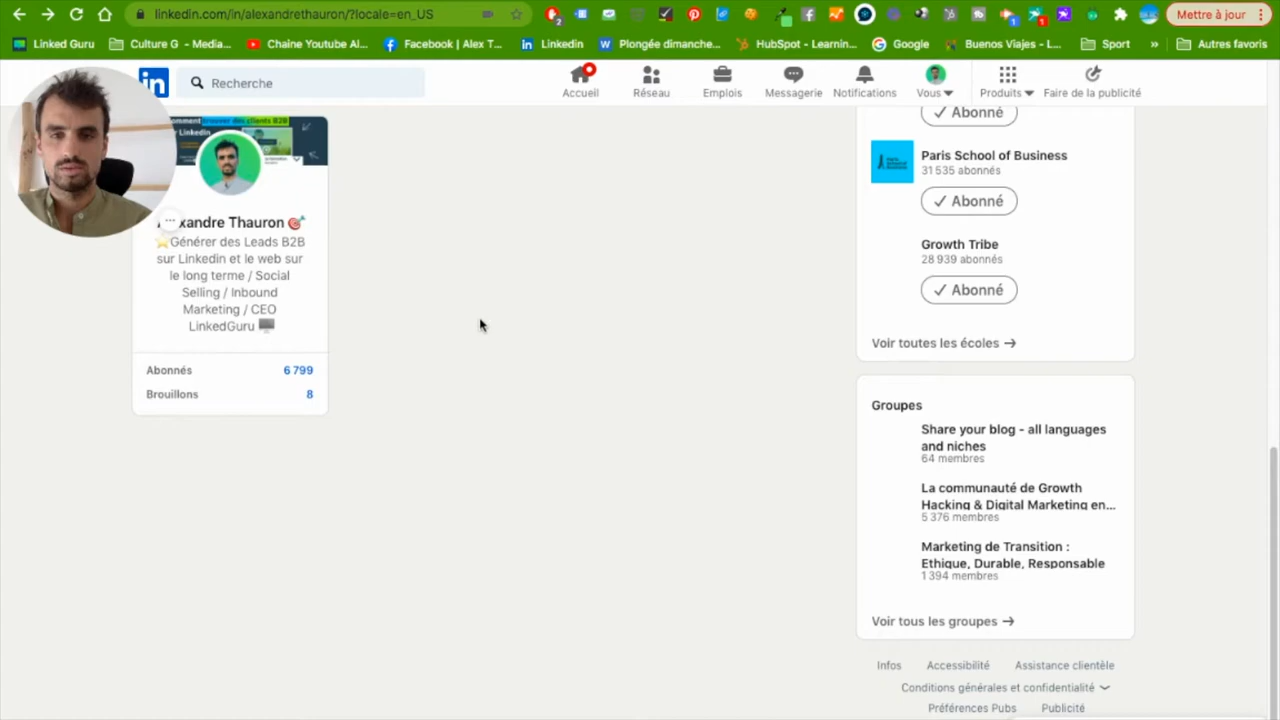 linkedin.com/in/alexandrethauron/?locale=en_US
Mettre à jour
Linked Guru
Culture G - Media...
Chaine Youtube Al...
Facebook | Alex T...
Linkedin
Plongée dimanche...
HubSpot - Learnin...
Google
Buenos Viajes - L...
Sport
»
Autres favoris
in
Recherche
Accueil
Réseau
Emplois
Messagerie
Notifications
Vous
Produits
Faire de la publicité
trouver des clients B2B
Linkedin
Thauron
Générer des Leads B2B
sur Linkedin et le web sur
le long terme / Social
Selling / Inbound
Marketing / CEO
LinkedGuru
Abonnés 6 799
Brouillons 8
Abonné
Paris School of Business
31 535 abonnés
Abonné
Growth Tribe
28 939 abonnés
Abonné
Voir toutes les écoles
Groupes
Share your blog - all languages
and niches
64 membres
La communauté de Growth
Hacking & Digital Marketing en...
5 376 membres
Marketing de Transition :
Ethique, Durable, Responsable
1 394 membres
Voir tous les groupes
Infos
Accessibilité
Assistance clientèle
Conditions générales et confidentialité
Préférences Pubs
Publicité